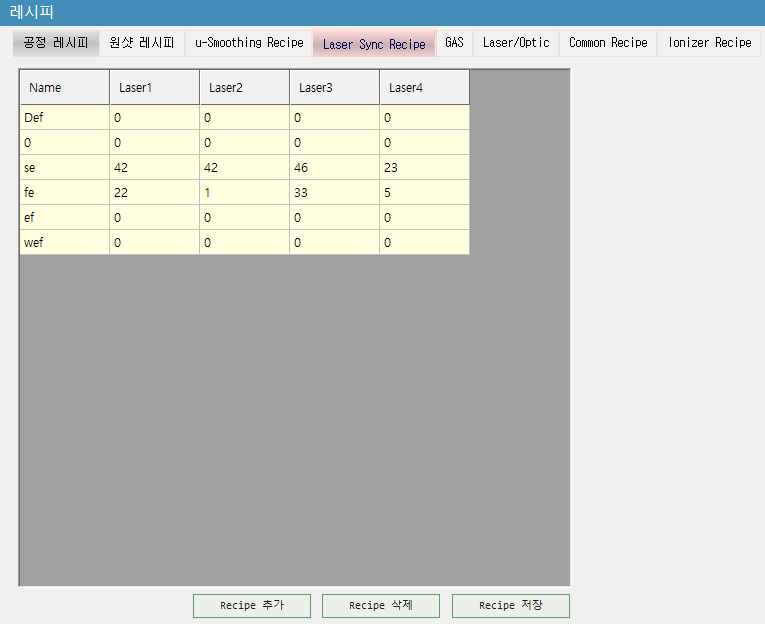 레시피
공정 레시피 원샷 레시피 u-Smoothing Recipe Laser Sync Recipe GAS Laser/Optic Common Recipe Ionizer Recipe
Name Laser1 Laser2 Laser3 Laser4
Def 0 0 0 0
0 0 0 0 0
se 42 42 46 23
fe 22 1 33 5
ef 0 0 0 0
wef 0 0 0 0
Recipe 추가 Recipe 삭제 Recipe 저장